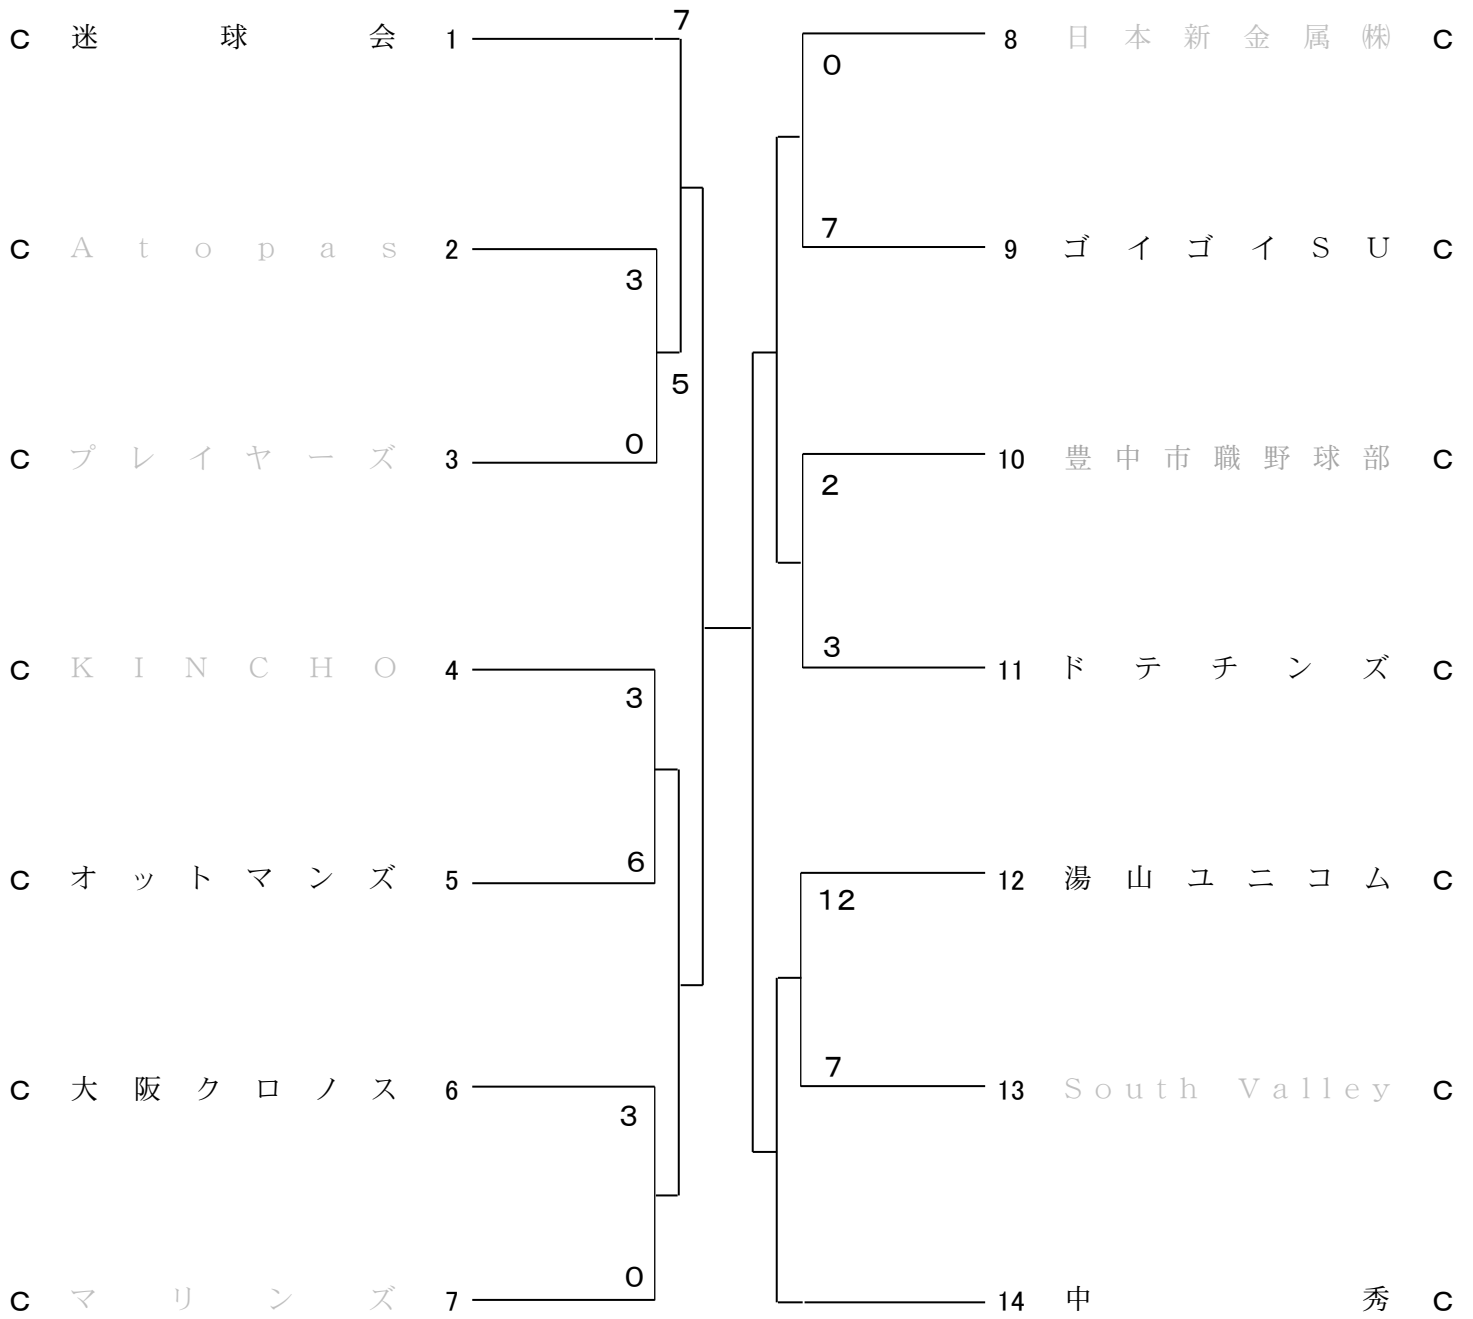 C 迷球会 1
7
C Atopas 2
3
5
0
C プレイヤーズ 3
C KINCHO 4
3
6
C オットマンズ 5
C 大阪クロノス 6
3
0
C マリンズ 7
8 日本新金属㈱ C
0
7
9 ゴイゴイSU C
10 豊中市職野球部 C
2
3
11 ドテチンズ C
12 湯山ユニコム C
12
7
13 South Valley C
14 中秀 C